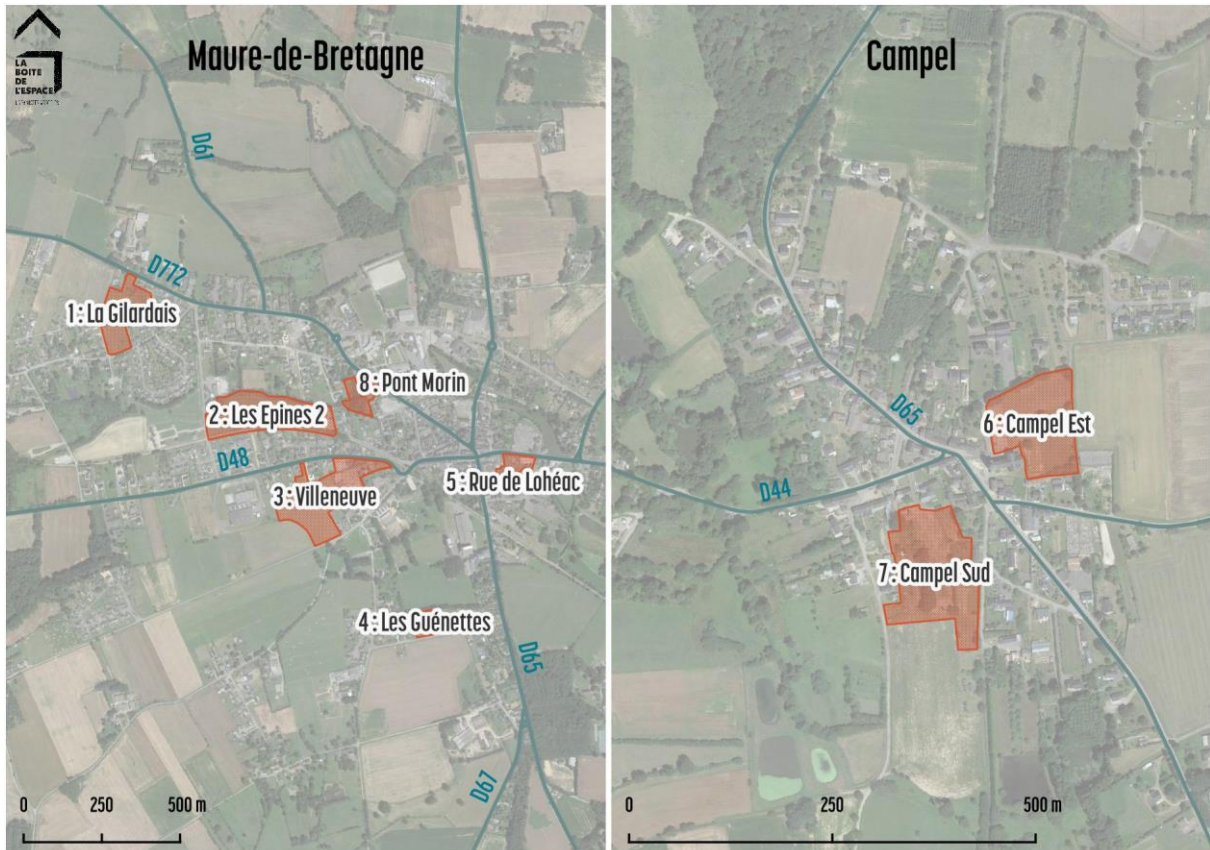 LA
BOITE
DE
L'ESPACE
Maure-de-Bretagne
D61
D772
1 : La Gilardais
8 : Pont Morin
2 : Les Epines 2
D48
5 : Rue de Lohéac
3 : Villeneuve
4 : Les Guénettes
D65
D67
0 250 500 m
Campel
D65
6 : Campel Est
D44
7 : Campel Sud
0 250 500 m